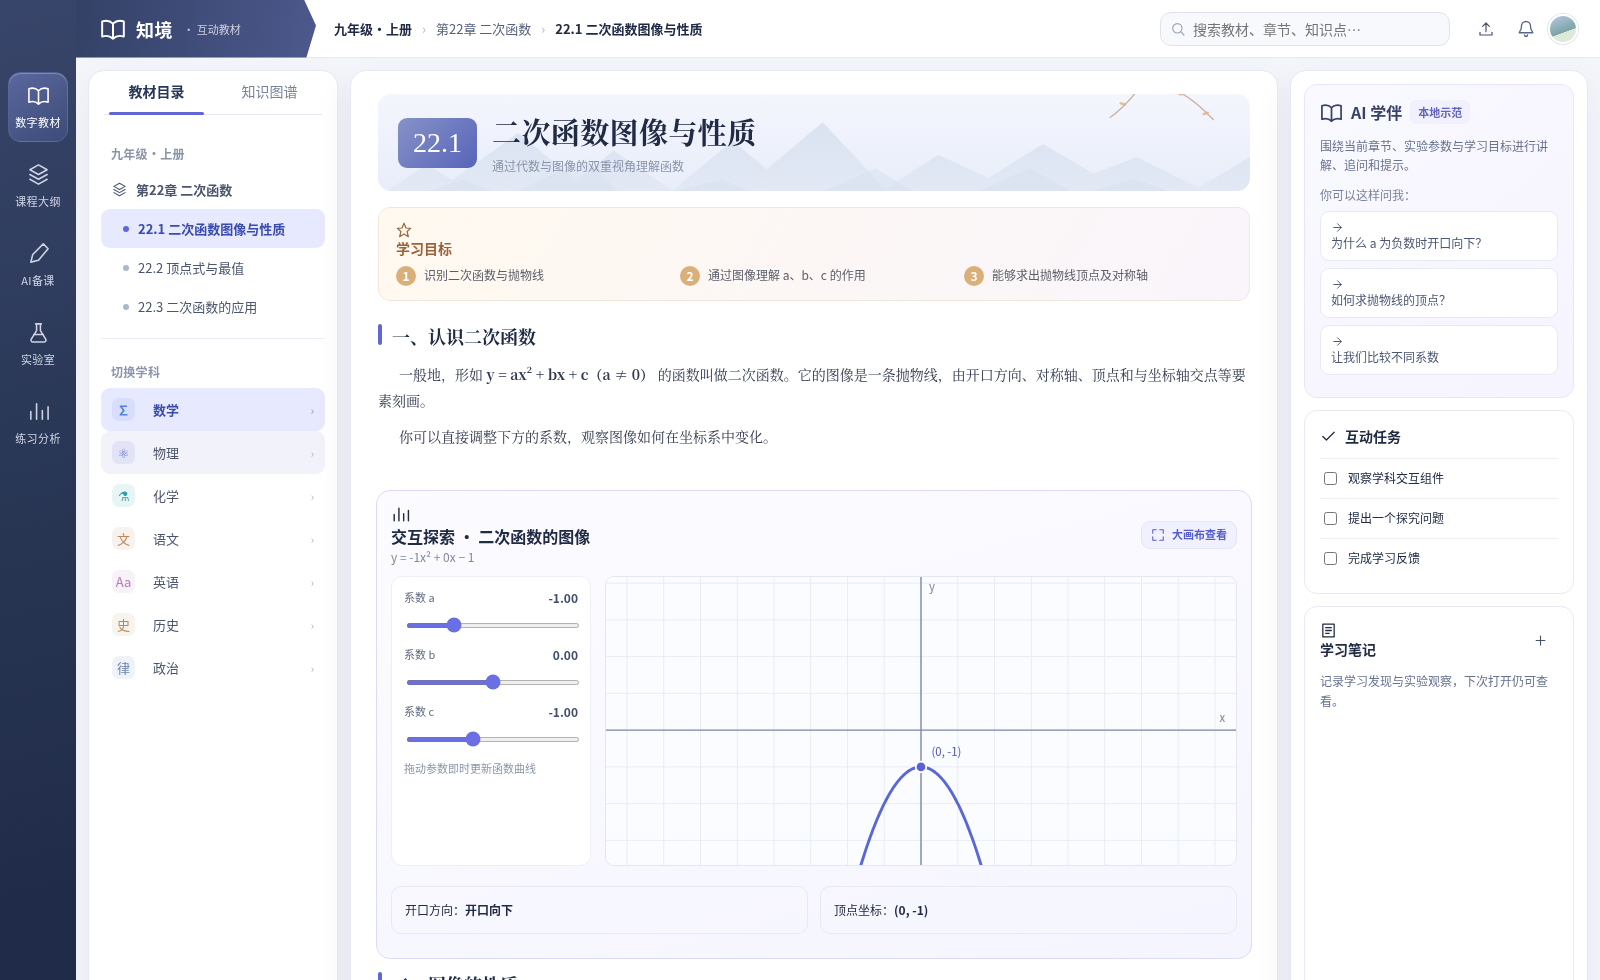 知境
· 互动教材
九年级 · 上册 › 第22章 二次函数 › 22.1 二次函数图像与性质
搜索教材、章节、知识点…
数字教材
课程大纲
AI备课
实验室
练习分析
教材目录
知识图谱
九年级 · 上册
第22章 二次函数
22.1 二次函数图像与性质
22.2 顶点式与最值
22.3 二次函数的应用
切换学科
Σ 数学 ›
⚛ 物理 ›
⚗ 化学 ›
文 语文 ›
Aa 英语 ›
史 历史 ›
律 政治 ›
22.1
二次函数图像与性质
通过代数与图像的双重视角理解函数
学习目标
1 识别二次函数与抛物线
2 通过图像理解 a、b、c 的作用
3 能够求出抛物线顶点及对称轴
一、认识二次函数
一般地，形如 y = ax² + bx + c（a ≠ 0） 的函数叫做二次函数。它的图像是一条抛物线，由开口方向、对称轴、顶点和与坐标轴交点等要
素刻画。
你可以直接调整下方的系数，观察图像如何在坐标系中变化。
交互探索 · 二次函数的图像
y = -1x² + 0x − 1
大画布查看
系数 a -1.00
系数 b 0.00
系数 c -1.00
拖动参数即时更新函数曲线
y
x
(0, -1)
开口方向：开口向下
顶点坐标：(0, -1)
AI 学伴
本地示范
围绕当前章节、实验参数与学习目标进行讲
解、追问和提示。
你可以这样问我：
→
为什么 a 为负数时开口向下？
→
如何求抛物线的顶点？
→
让我们比较不同系数
互动任务
观察学科交互组件
提出一个探究问题
完成学习反馈
学习笔记
+
记录学习发现与实验观察，下次打开仍可查
看。